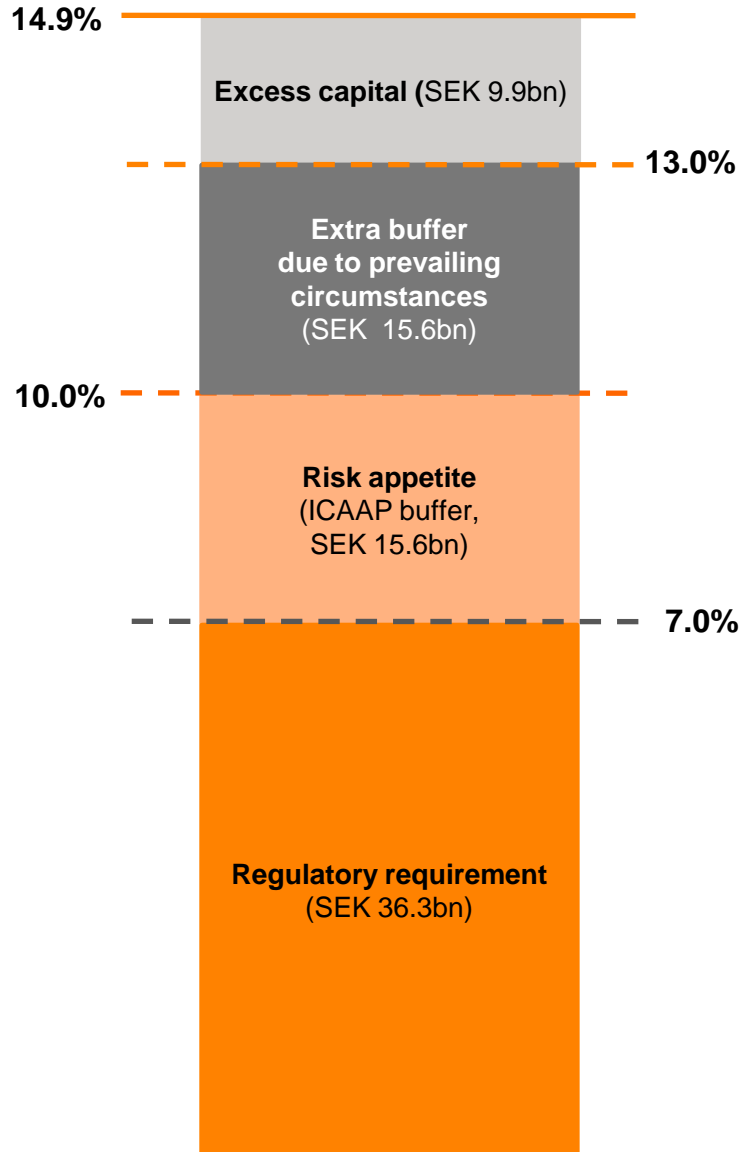 14.9%
Excess capital (SEK 9.9bn)
13.0%
Extra buffer
due to prevailing
circumstances
(SEK 15.6bn)
10.0%
Risk appetite
(ICAAP buffer,
SEK 15.6bn)
7.0%
Regulatory requirement
(SEK 36.3bn)